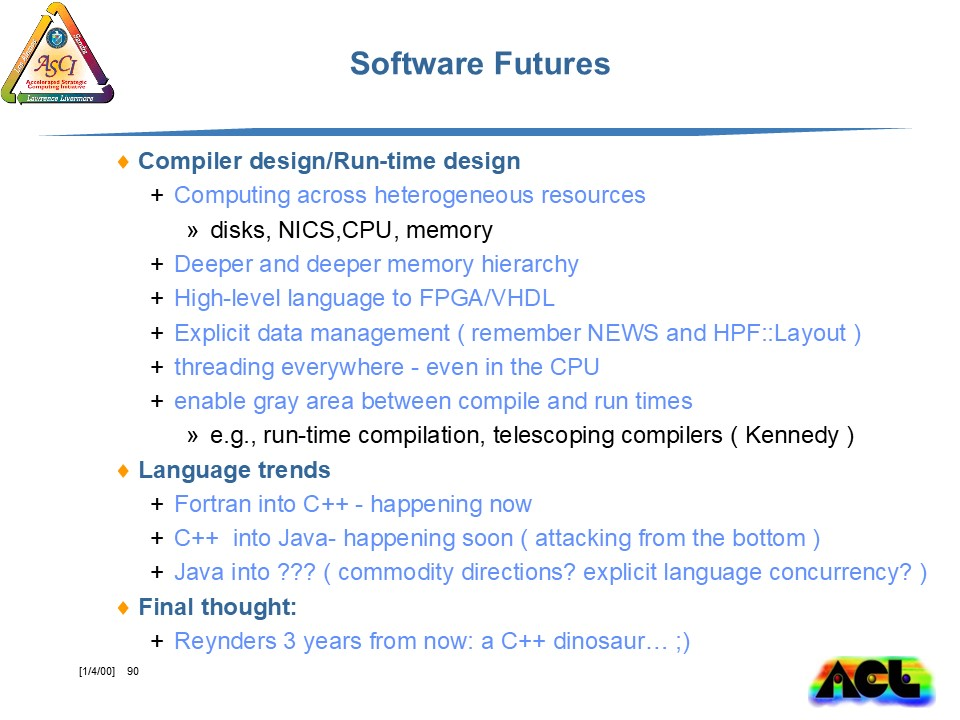 Los Alamos
Sandia
ASCI
Accelerated Strategic
Computing Initiative
Lawrence Livermore
Software Futures
♦ Compiler design/Run-time design
+ Computing across heterogeneous resources
» disks, NICS,CPU, memory
+ Deeper and deeper memory hierarchy
+ High-level language to FPGA/VHDL
+ Explicit data management ( remember NEWS and HPF::Layout )
+ threading everywhere - even in the CPU
+ enable gray area between compile and run times
» e.g., run-time compilation, telescoping compilers ( Kennedy )
♦ Language trends
+ Fortran into C++ - happening now
+ C++  into Java- happening soon ( attacking from the bottom )
+ Java into ??? ( commodity directions? explicit language concurrency? )
♦ Final thought:
+ Reynders 3 years from now: a C++ dinosaur… ;)
[1/4/00] 90
ACL